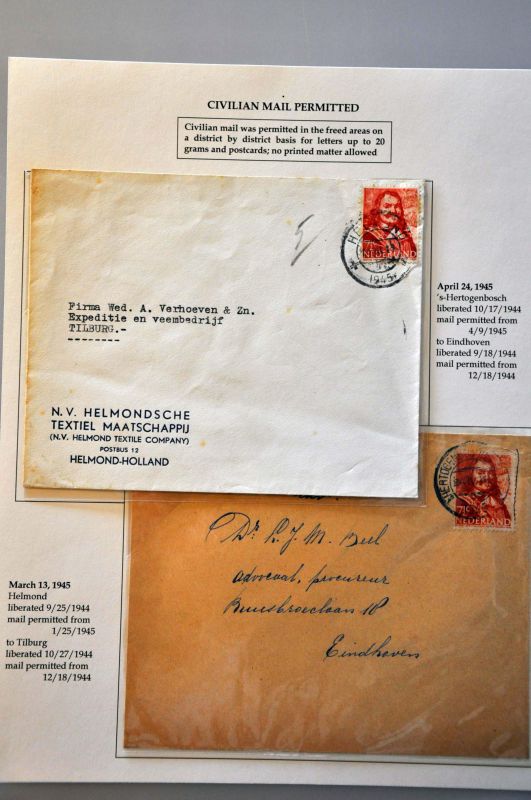 CIVILIAN MAIL PERMITTED
Civilian mail was permitted in the freed areas on
a district by district basis for letters up to 20
grams and postcards; no printed matter allowed
1945
NEDERLAND
Firma Wed. A. Verhoeven & Zn.
Expeditie en veembedrijf
TILBURG.-
--------
N.V. HELMONDSCHE
TEXTIEL MAATSCHAPPIJ
(N.V. HELMOND TEXTILE COMPANY)
POSTBUS 12
HELMOND-HOLLAND
April 24, 1945
's-Hertogenbosch
liberated 10/17/1944
mail permitted from
4/9/1945
to Eindhoven
liberated 9/18/1944
mail permitted from
12/18/1944
7½ C
NEDERLAND
Dr L. J. M. Beel
advocaat, procureur
Eindhoven
March 13, 1945
Helmond
liberated 9/25/1944
mail permitted from
1/25/1945
to Tilburg
liberated 10/27/1944
mail permitted from
12/18/1944